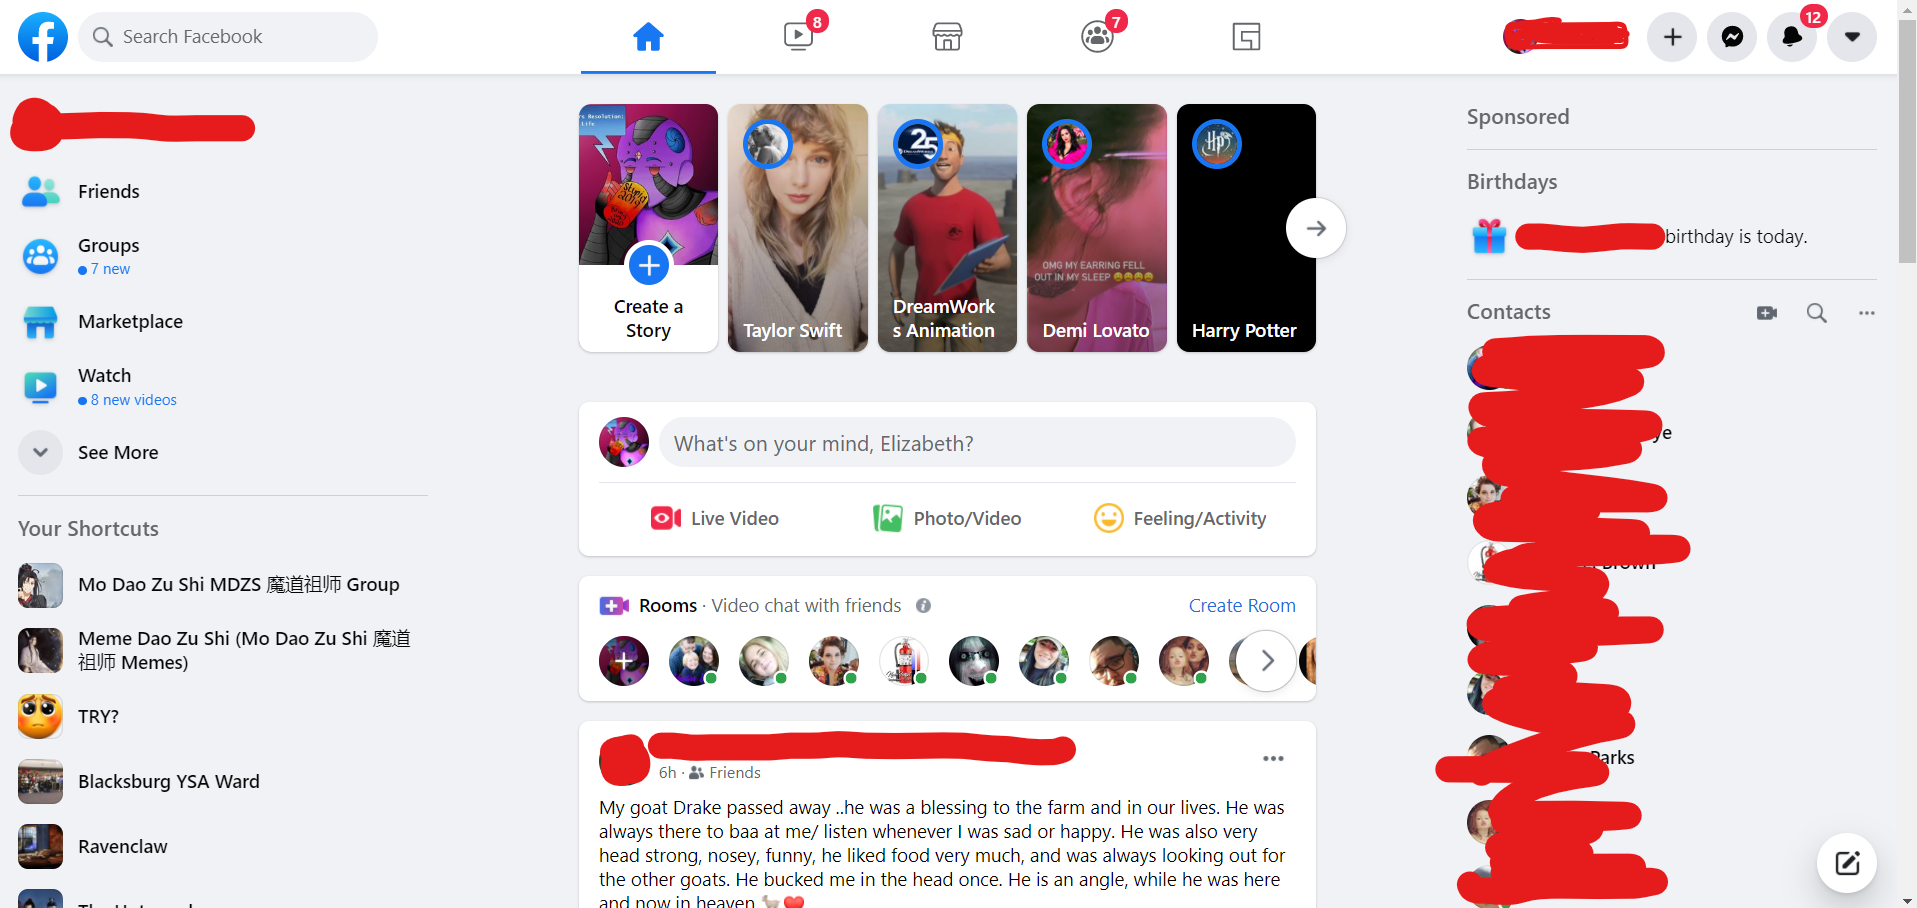 Search Facebook
8
7
12
Friends
Groups
7 new
Marketplace
Watch
8 new videos
See More
Your Shortcuts
Mo Dao Zu Shi MDZS 魔道祖师 Group
Meme Dao Zu Shi (Mo Dao Zu Shi 魔道
祖师 Memes)
TRY?
Blacksburg YSA Ward
Ravenclaw
rs Resolution:
Life
Create a
Story
Taylor Swift
25
DreamWork
s Animation
OMG MY EARRING FELL
OUT IN MY SLEEP 😩😩😩😩
Demi Lovato
HP
Harry Potter
What's on your mind, Elizabeth?
Live Video
Photo/Video
Feeling/Activity
Rooms · Video chat with friends
Create Room
6h · Friends
My goat Drake passed away ..he was a blessing to the farm and in our lives. He was
always there to baa at me/ listen whenever I was sad or happy. He was also very
head strong, nosey, funny, he liked food very much, and was always looking out for
the other goats. He bucked me in the head once. He is an angle, while he was here
and now in heaven 🐐❤️
Sponsored
Birthdays
birthday is today.
Contacts
ye
Brown
Parks